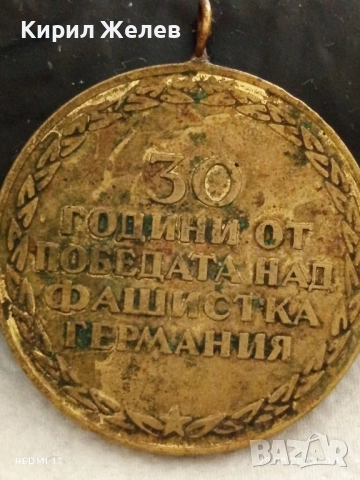 Кирил Желев
30
ГОДИНИ ОТ
ПОБЕДАТА НАД
ФАШИСТКА
ГЕРМАНИЯ
BAZAR